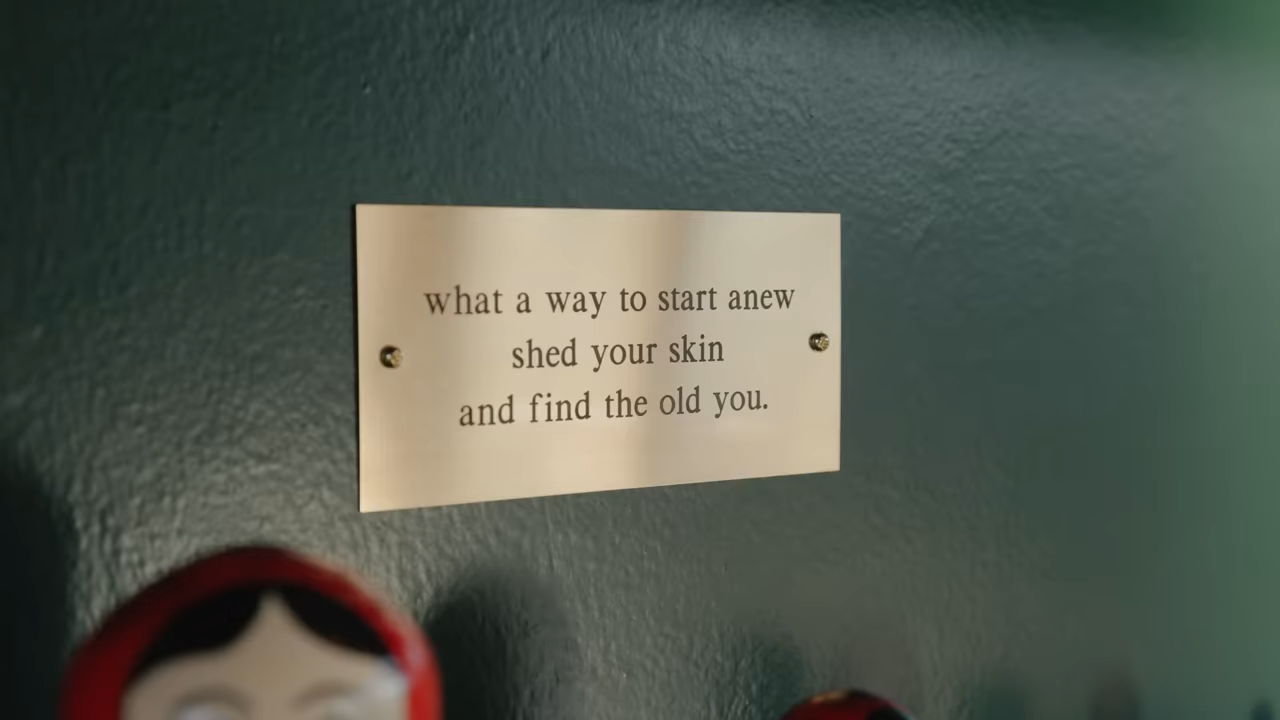 what a way to start anew
shed your skin
and find the old you.